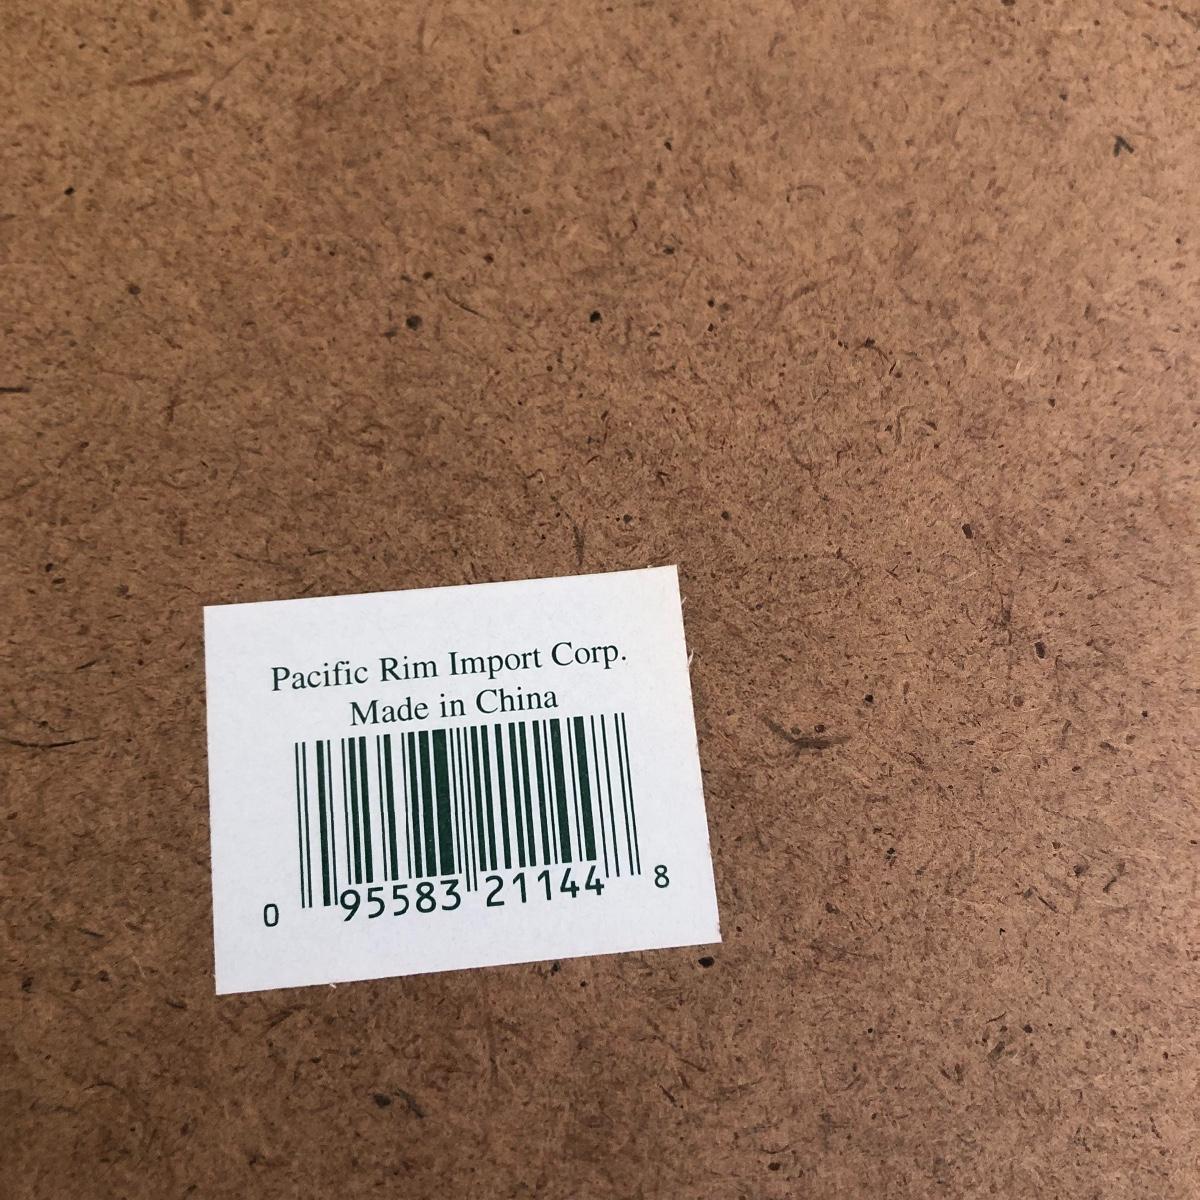 Pacific Rim Import Corp.
Made in China
0 95583 21144 8